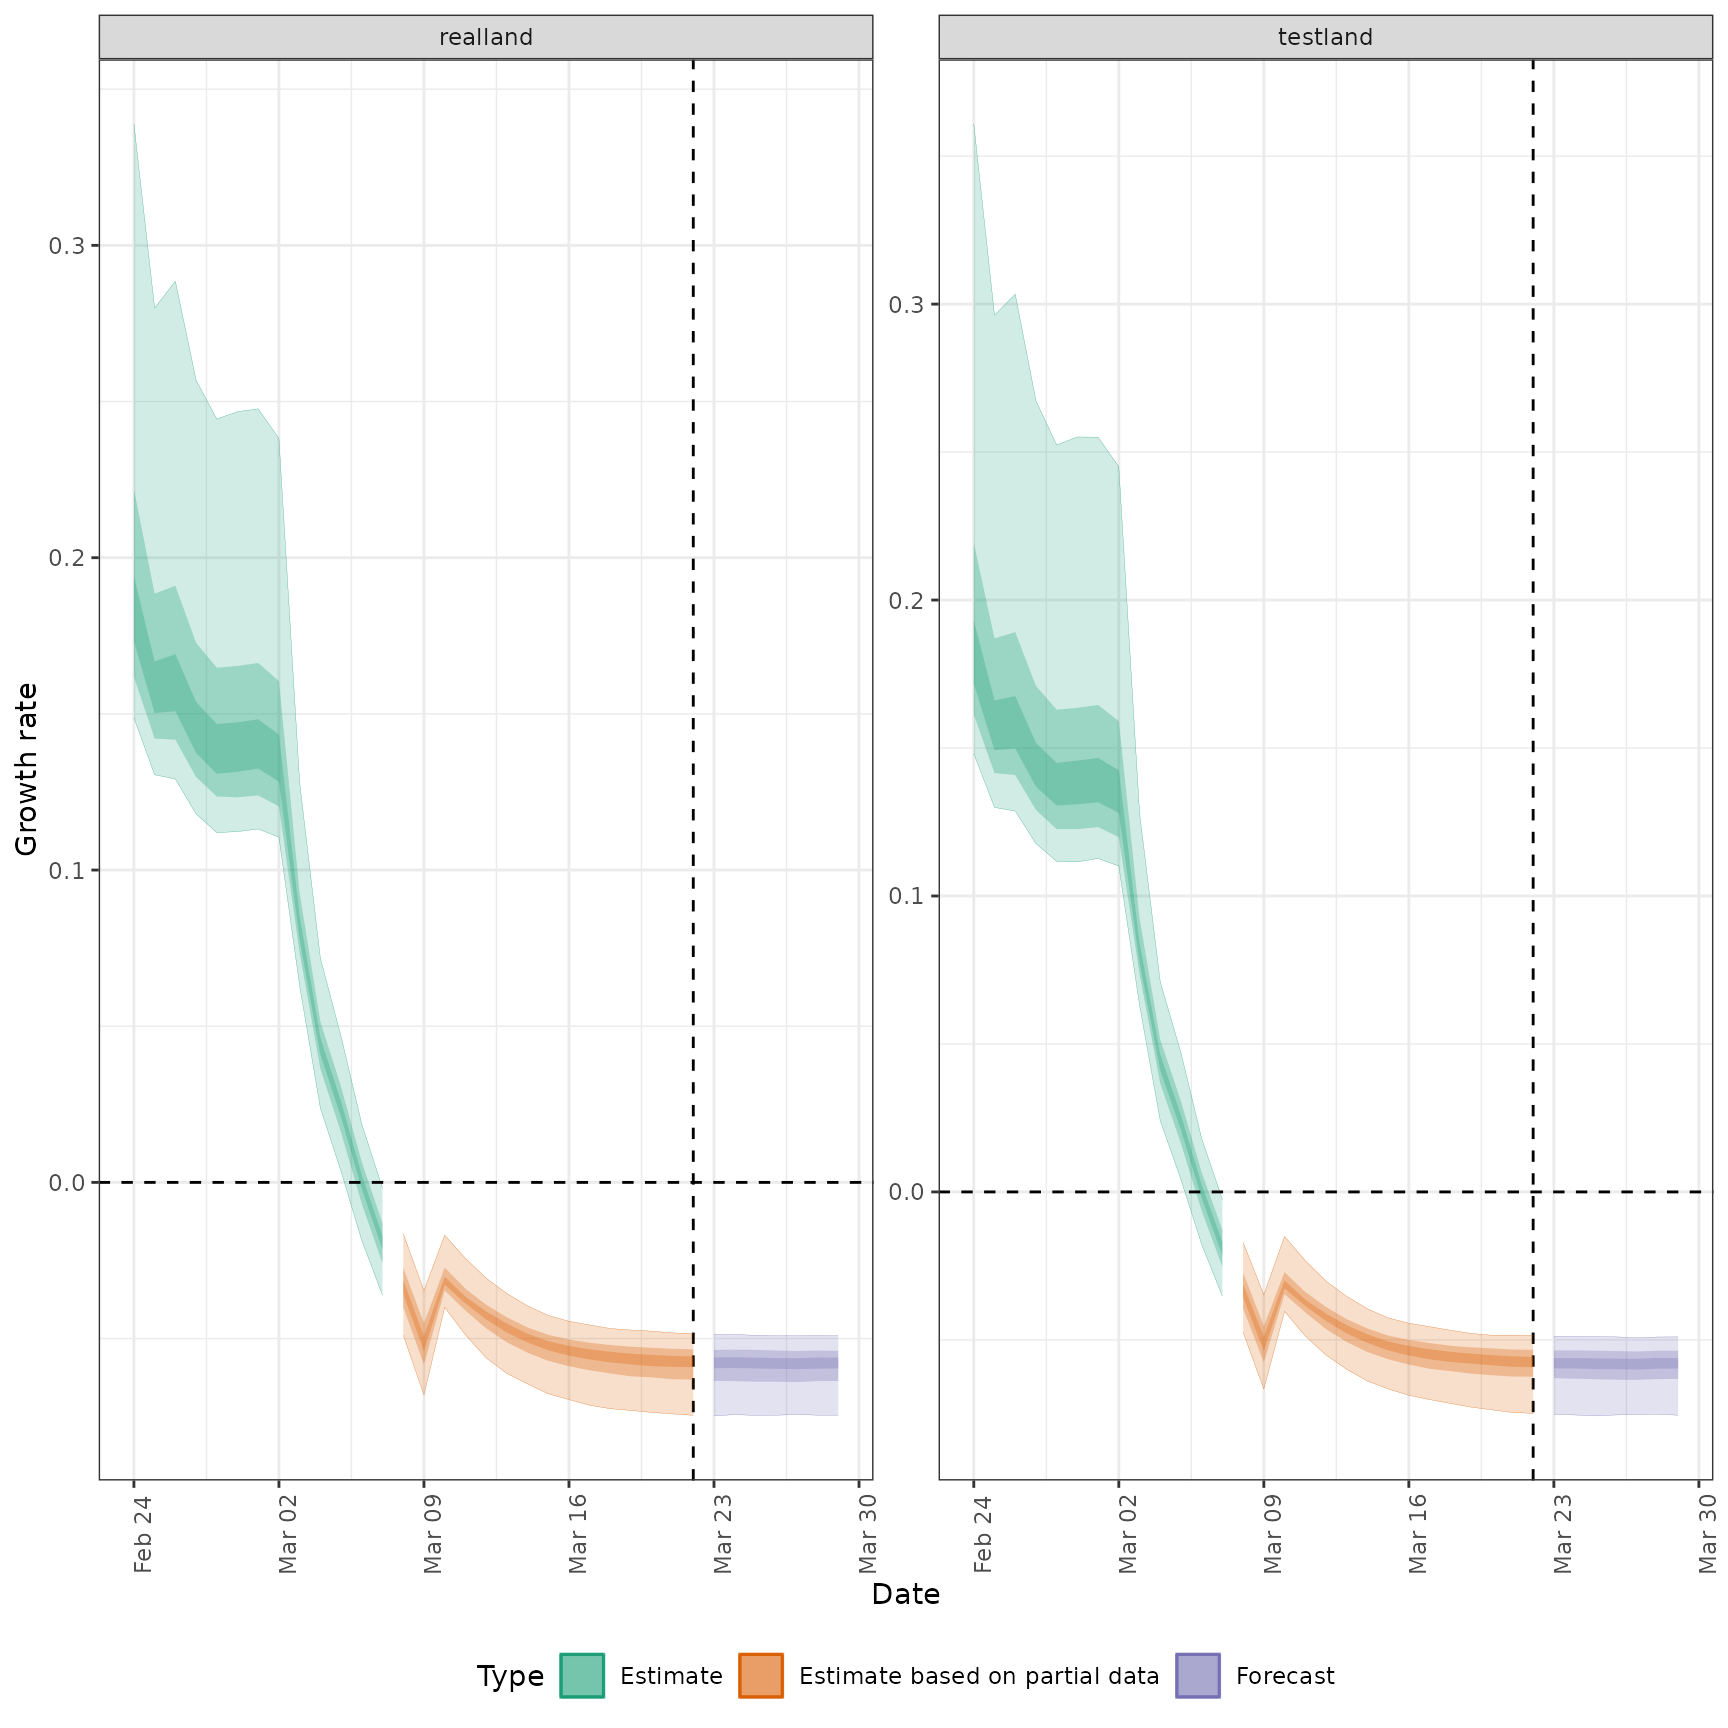 realland
testland
Growth rate
0.3
0.2
0.1
0.0
0.3
0.2
0.1
0.0
Feb 24
Mar 02
Mar 09
Mar 16
Mar 23
Mar 30
Feb 24
Mar 02
Mar 09
Mar 16
Mar 23
Mar 30
Date
Type Estimate Estimate based on partial data Forecast